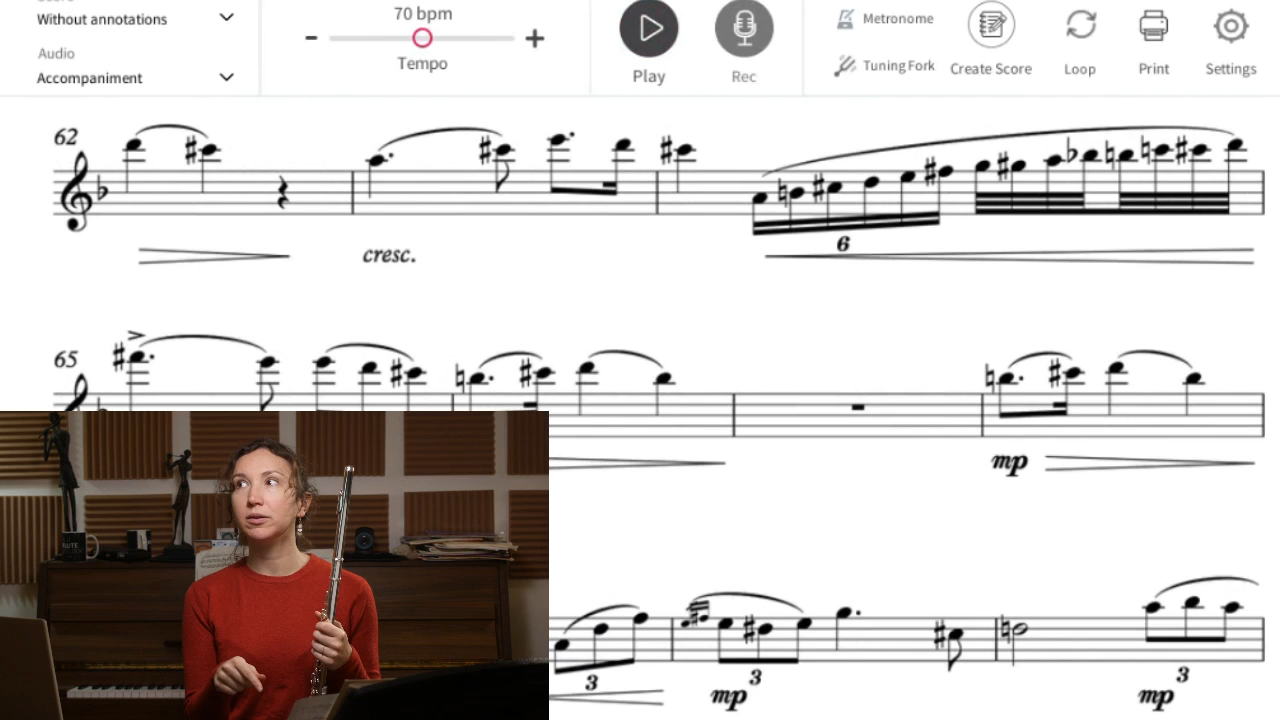 Without annotations
Audio
Accompaniment
70 bpm
Tempo
Play
Rec
Metronome
Tuning Fork
Create Score
Loop
Print
Settings
62
cresc.
6
65
mp
3
3
mp
3
mp